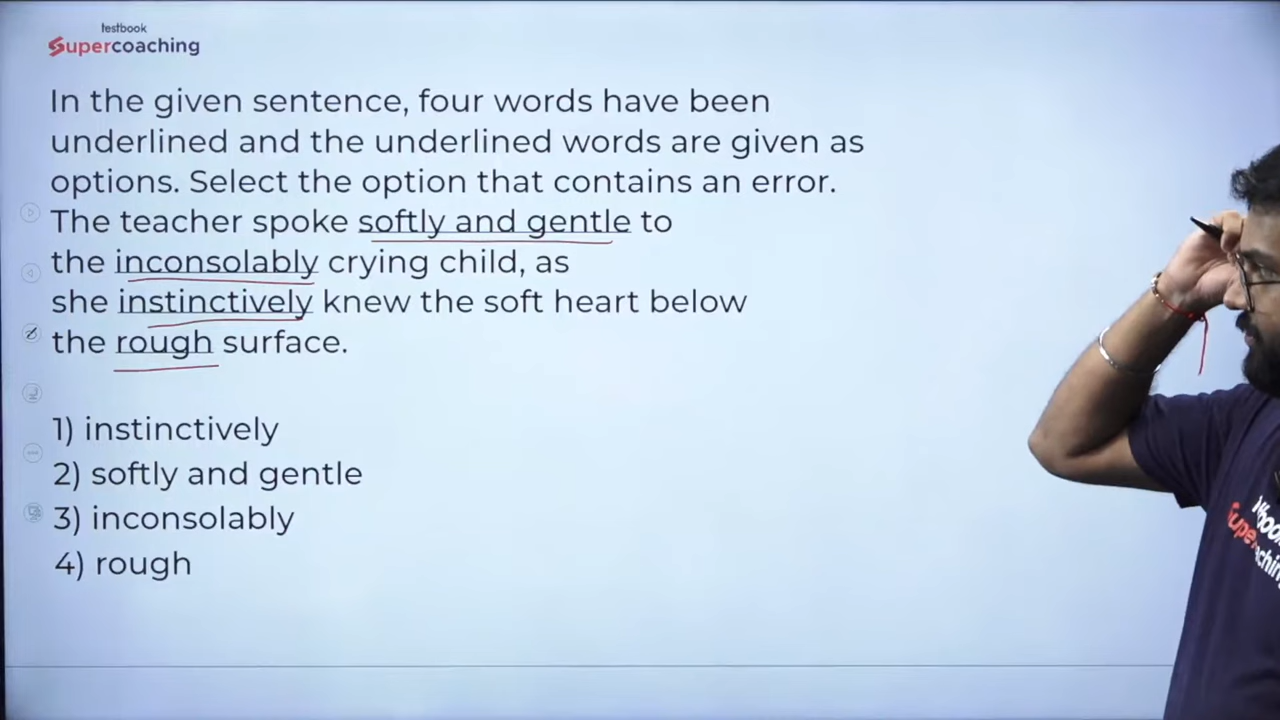 testbook
Supercoaching
In the given sentence, four words have been
underlined and the underlined words are given as
options. Select the option that contains an error.
The teacher spoke softly and gentle to
the inconsolably crying child, as
she instinctively knew the soft heart below
the rough surface.
1) instinctively
2) softly and gentle
3) inconsolably
4) rough